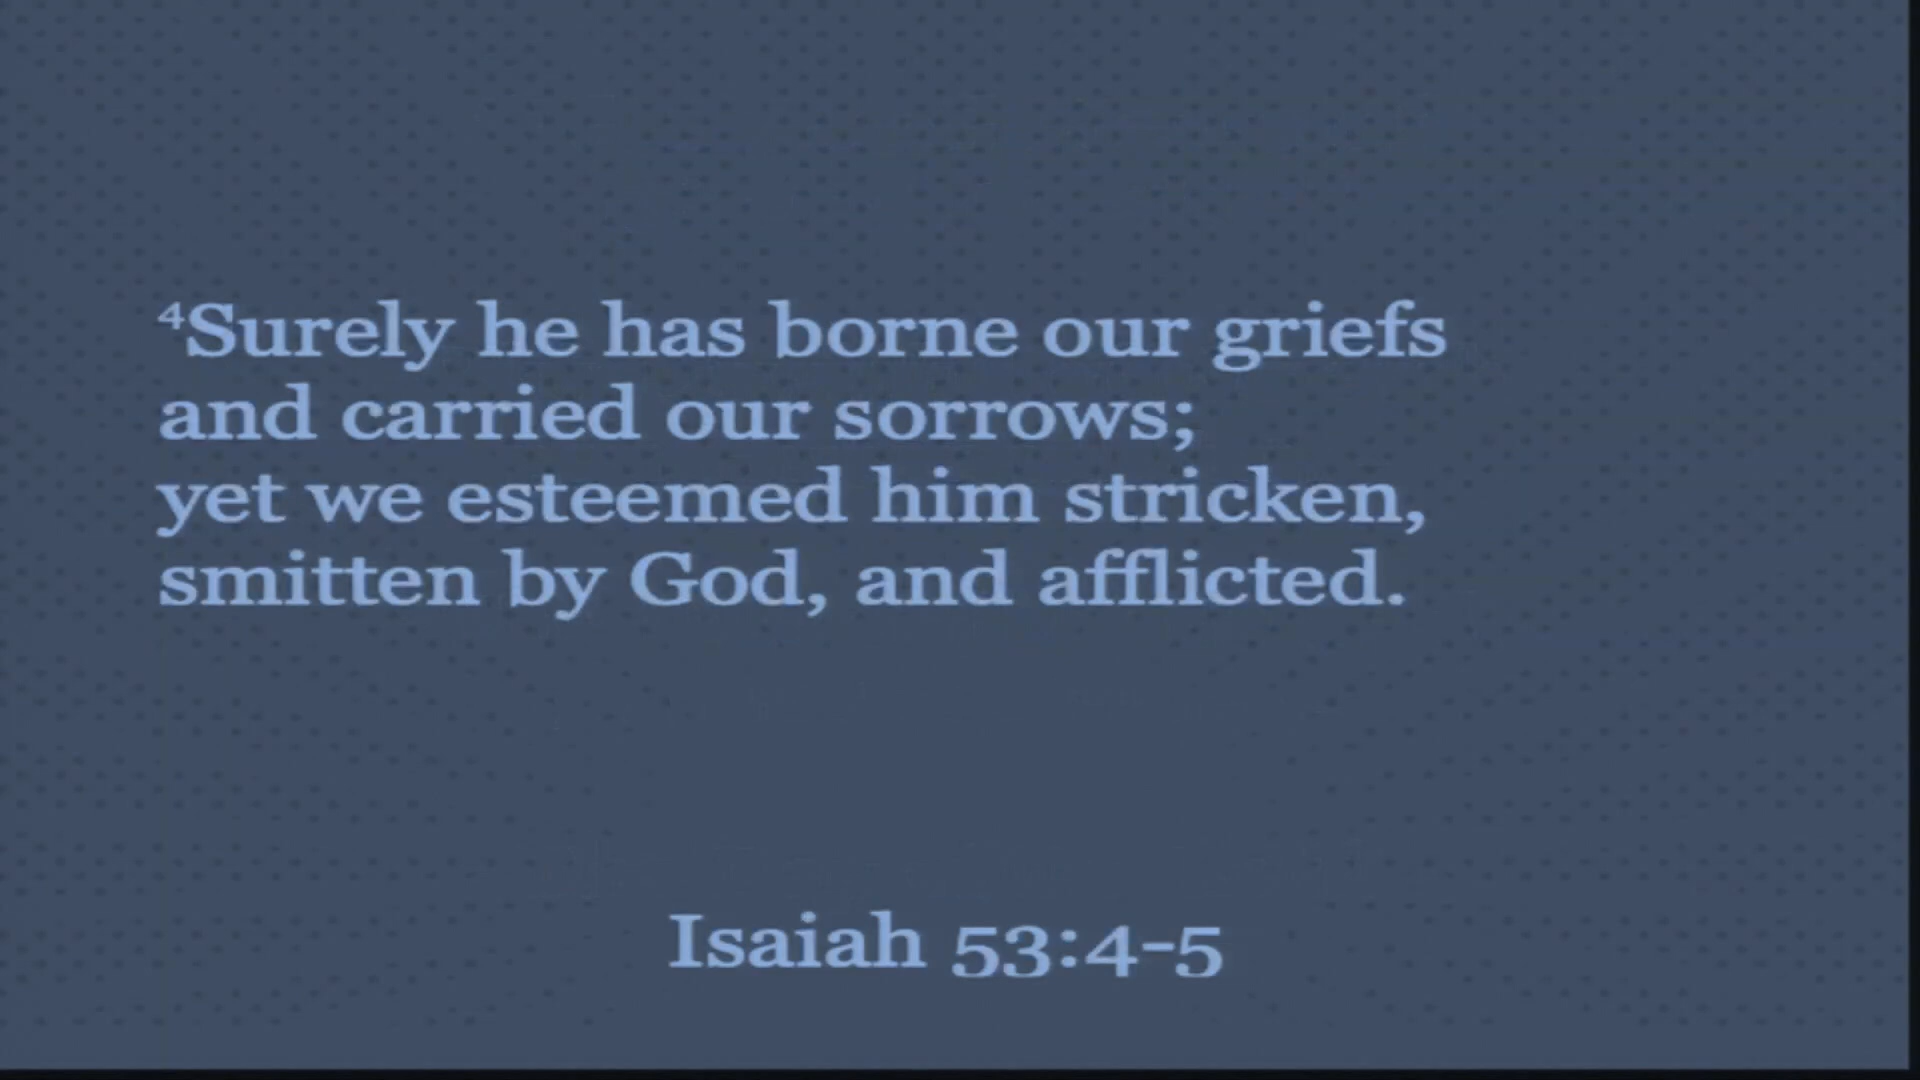 ⁴Surely he has borne our griefs
and carried our sorrows;
yet we esteemed him stricken,
smitten by God, and afflicted.
Isaiah 53:4-5